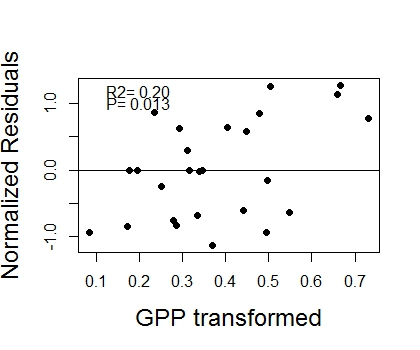 R2= 0.20
P= 0.013
Normalized Residuals
1.0
0.0
-1.0
0.1 0.2 0.3 0.4 0.5 0.6 0.7
GPP transformed